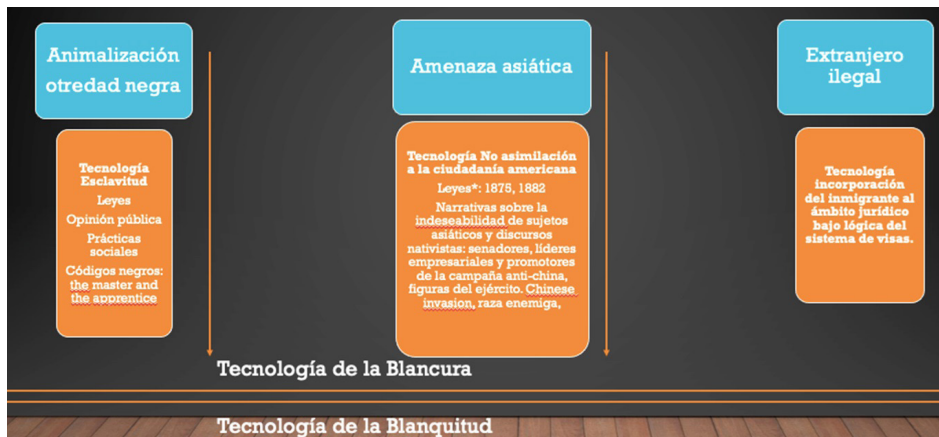 Animalización
otredad negra
Tecnología
Esclavitud
Leyes
Opinión pública
Prácticas
sociales
Códigos negros:
the master and
the apprentice
Amenaza asiática
Tecnología No asimilación
a la ciudadanía americana
Leyes*: 1875, 1882
Narrativas sobre la
indeseabilidad de sujetos
asiáticos y discursos
nativistas: senadores, líderes
empresariales y promotores
de la campaña anti-china,
figuras del ejército. Chinese
invasion, raza enemiga,
Extranjero
ilegal
Tecnología
incorporación
del inmigrante al
ámbito jurídico
bajo lógica del
sistema de visas.
Tecnología de la Blancura
Tecnología de la Blanquitud